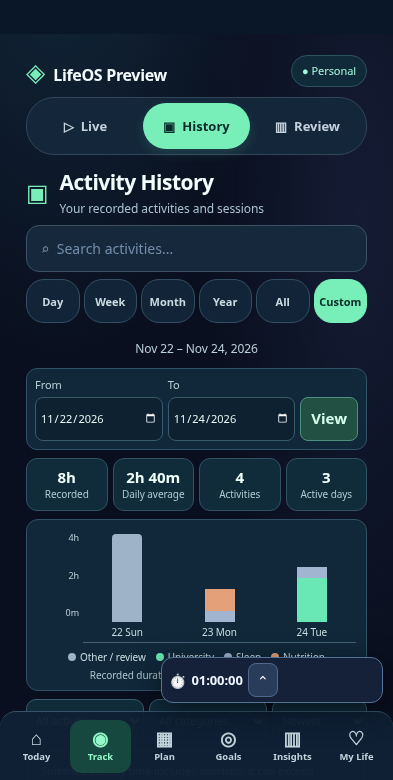 LifeOS Preview
Personal
Live
History
Review
Activity History
Your recorded activities and sessions
Search activities...
Day
Week
Month
Year
All
Custom
Nov 22 – Nov 24, 2026
From
To
11/22/2026
11/24/2026
View
8h
Recorded
2h 40m
Daily average
4
Activities
3
Active days
4h
2h
0m
22 Sun
23 Mon
24 Tue
Other / review
University
Sleep
Nutrition
Recorded durat
01:00:00
Today
Track
Plan
Goals
Insights
My Life